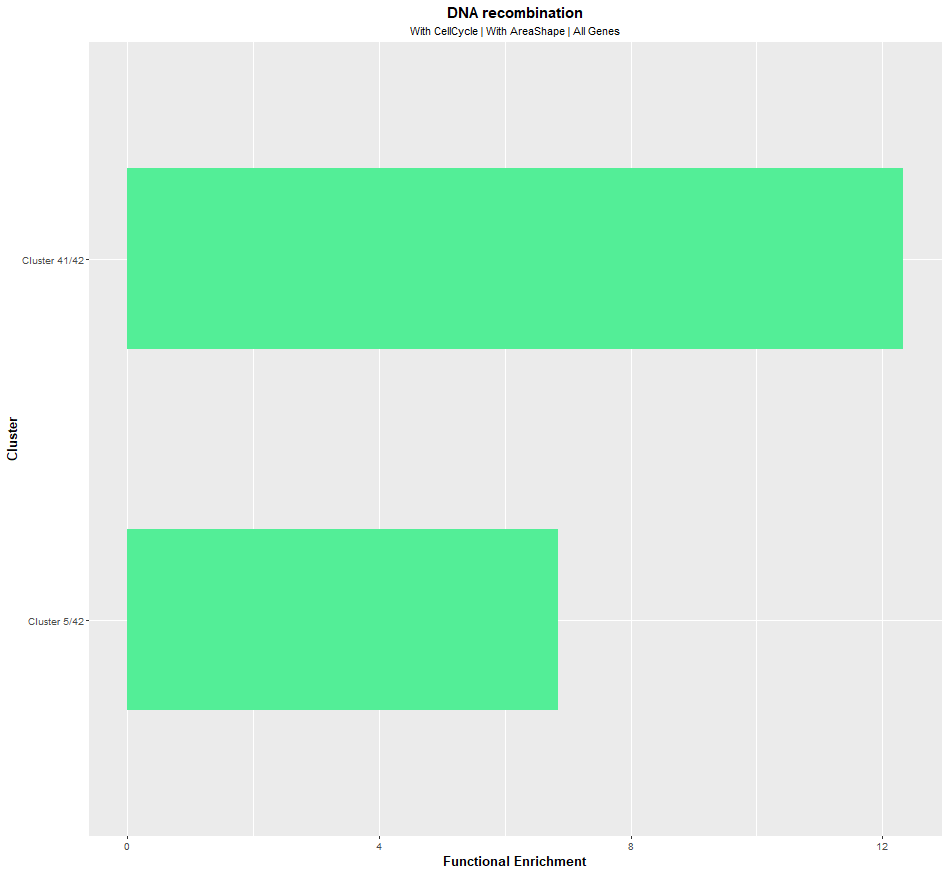 DNA recombination
With CellCycle | With AreaShape | All Genes
Cluster 41/42
Cluster
Cluster 5/42
0 4 8 12
Functional Enrichment